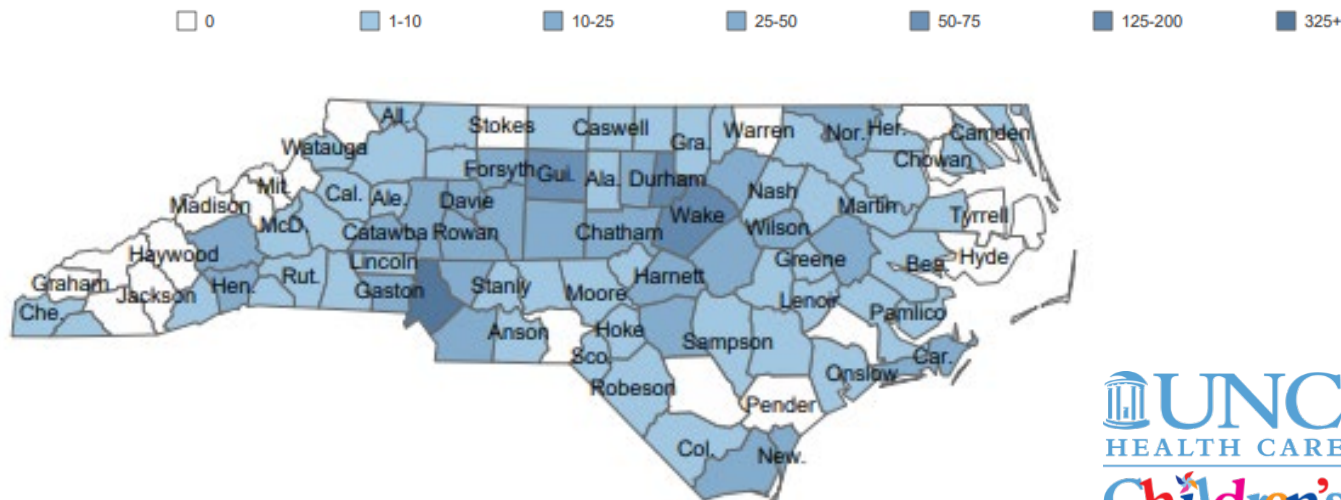 0 1-10 10-25 25-50 50-75 125-200 325+
All. Stokes Caswell Gra. Warren Nor. Her. Camden
Watauga Chowan
Forsyth Gui. Ala. Durham
Mit. Cal. Ale. Davie Nash
Madison Martin Tyrrell
McD. Catawba Rowan Chatham Wake Wilson
Haywood Lincoln Greene Bea. Hyde
Graham Jackson Hen. Rut. Gaston Stanly Moore Harnett Lenoir
Che. Pamlico
Anson Hoke Sampson
Sco. Car.
Robeson Onslow
Pender
Col. New.
UNC
HEALTH CARE
Children's